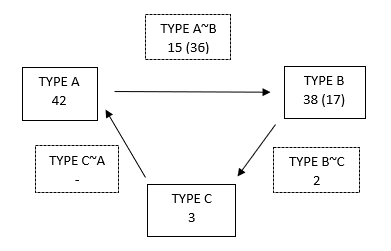 TYPE A~B
15 (36)
TYPE A
42
TYPE B
38 (17)
TYPE C~A
-
TYPE B~C
2
TYPE C
3